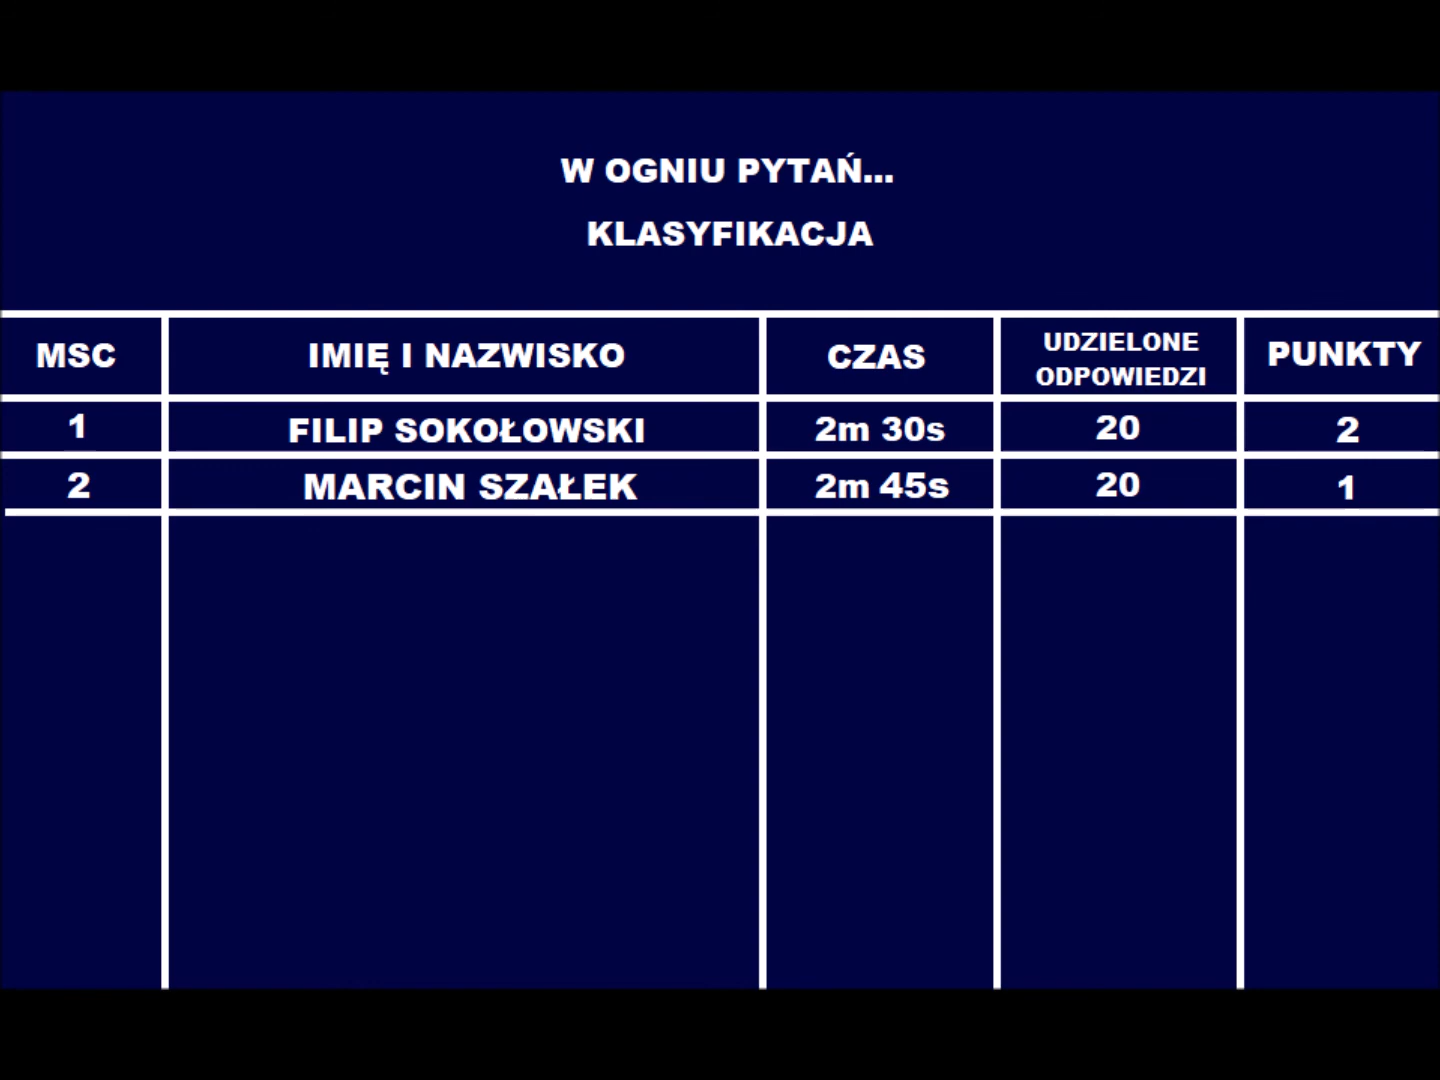 W OGNIU PYTAŃ...
KLASYFIKACJA
MSC IMIĘ I NAZWISKO CZAS UDZIELONE ODPOWIEDZI PUNKTY
1 FILIP SOKOŁOWSKI 2m 30s 20 2
2 MARCIN SZAŁEK 2m 45s 20 1